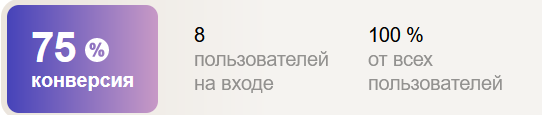 75 %
конверсия
8
пользователей
на входе
100 %
от всех
пользователей